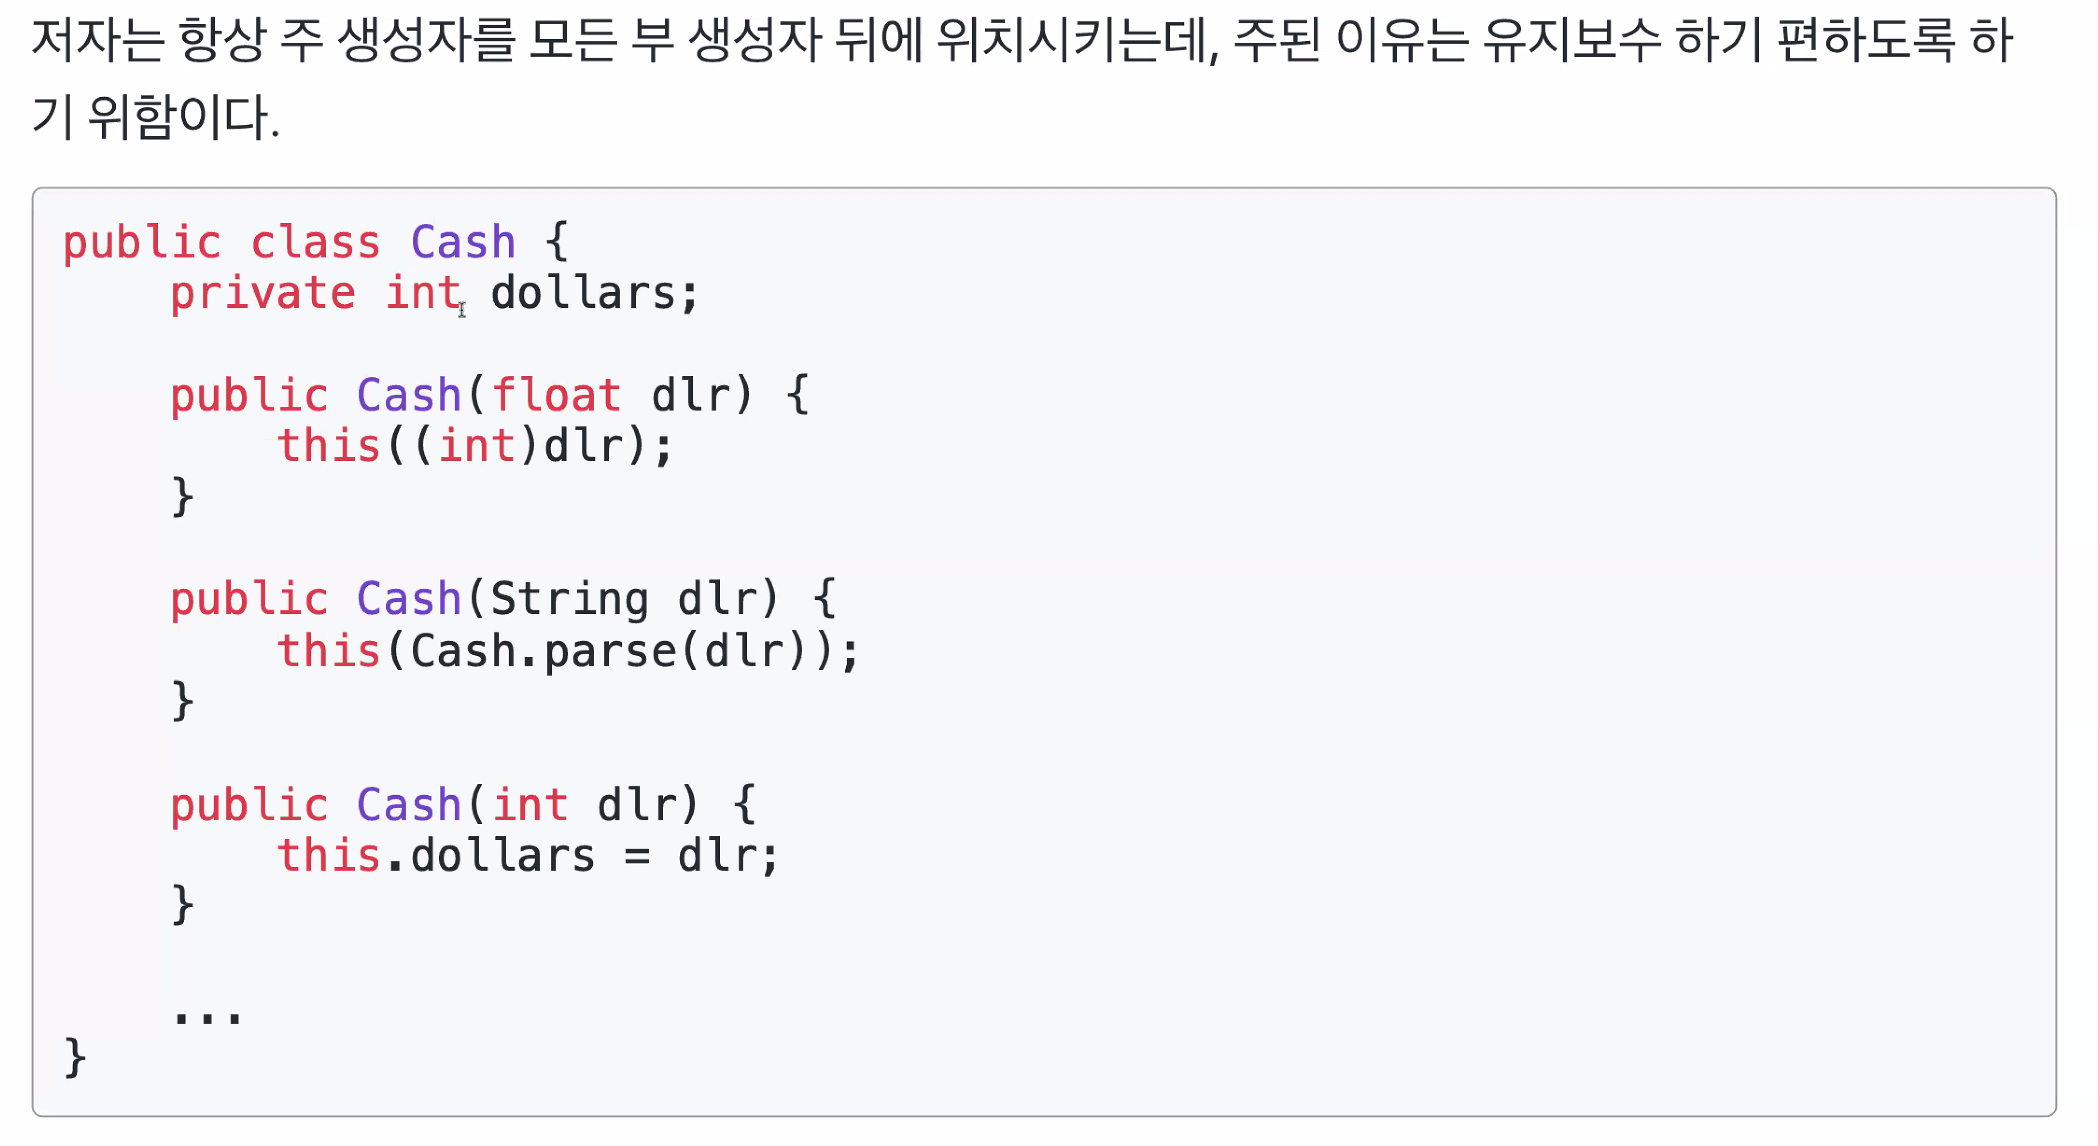 저자는 항상 주 생성자를 모든 부 생성자 뒤에 위치시키는데, 주된 이유는 유지보수 하기 편하도록 하
기 위함이다.
public class Cash {
    private int dollars;

    public Cash(float dlr) {
        this((int)dlr);
    }

    public Cash(String dlr) {
        this(Cash.parse(dlr));
    }

    public Cash(int dlr) {
        this.dollars = dlr;
    }

    ...
}